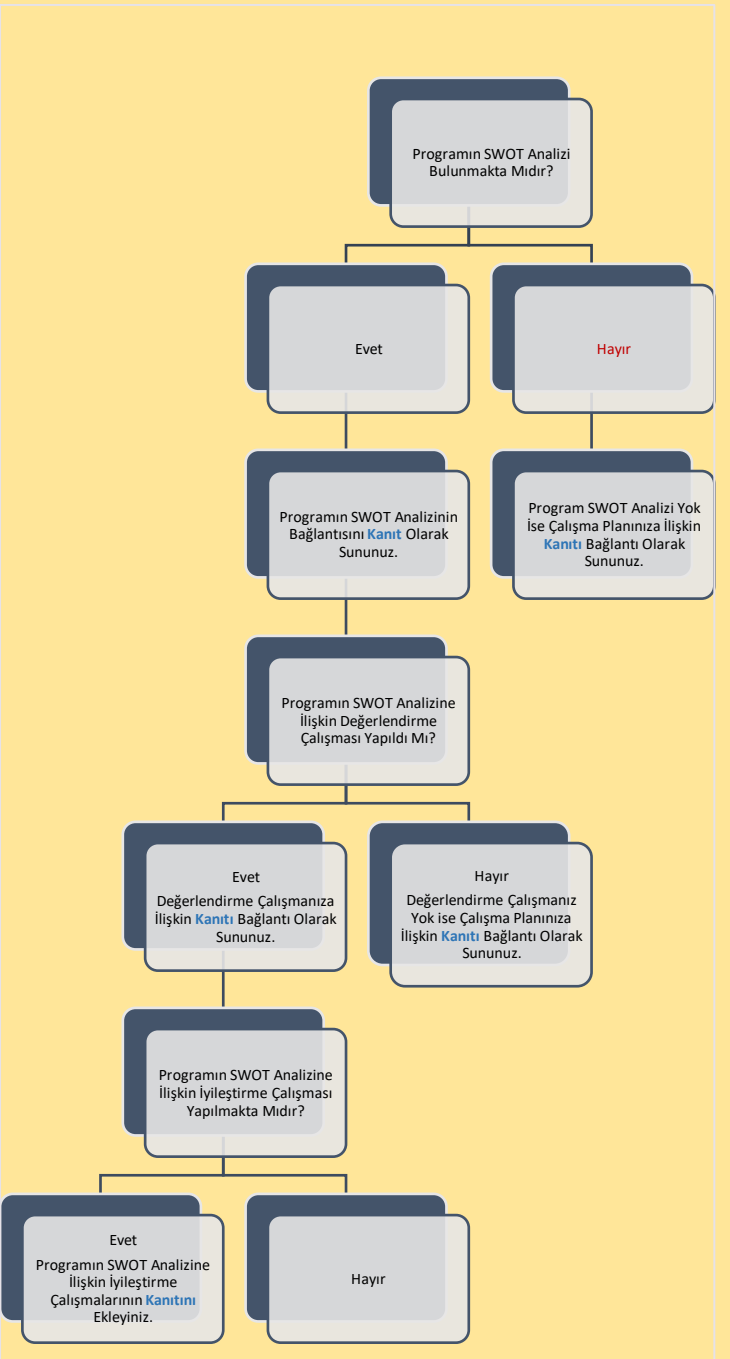 Programın SWOT Analizi
Bulunmakta Mıdır?
Evet
Hayır
Programın SWOT Analizinin
Bağlantısını Kanıt Olarak
Sununuz.
Program SWOT Analizi Yok
İse Çalışma Planınıza İlişkin
Kanıtı Bağlantı Olarak
Sununuz.
Programın SWOT Analizine
İlişkin Değerlendirme
Çalışması Yapıldı Mı?
Evet
Değerlendirme Çalışmanıza
İlişkin Kanıtı Bağlantı Olarak
Sununuz.
Hayır
Değerlendirme Çalışmanız
Yok ise Çalışma Planınıza
İlişkin Kanıtı Bağlantı Olarak
Sununuz.
Programın SWOT Analizine
İlişkin İyileştirme Çalışması
Yapılmakta Mıdır?
Evet
Programın SWOT Analizine
İlişkin İyileştirme
Çalışmalarının Kanıtını
Ekleyiniz.
Hayır